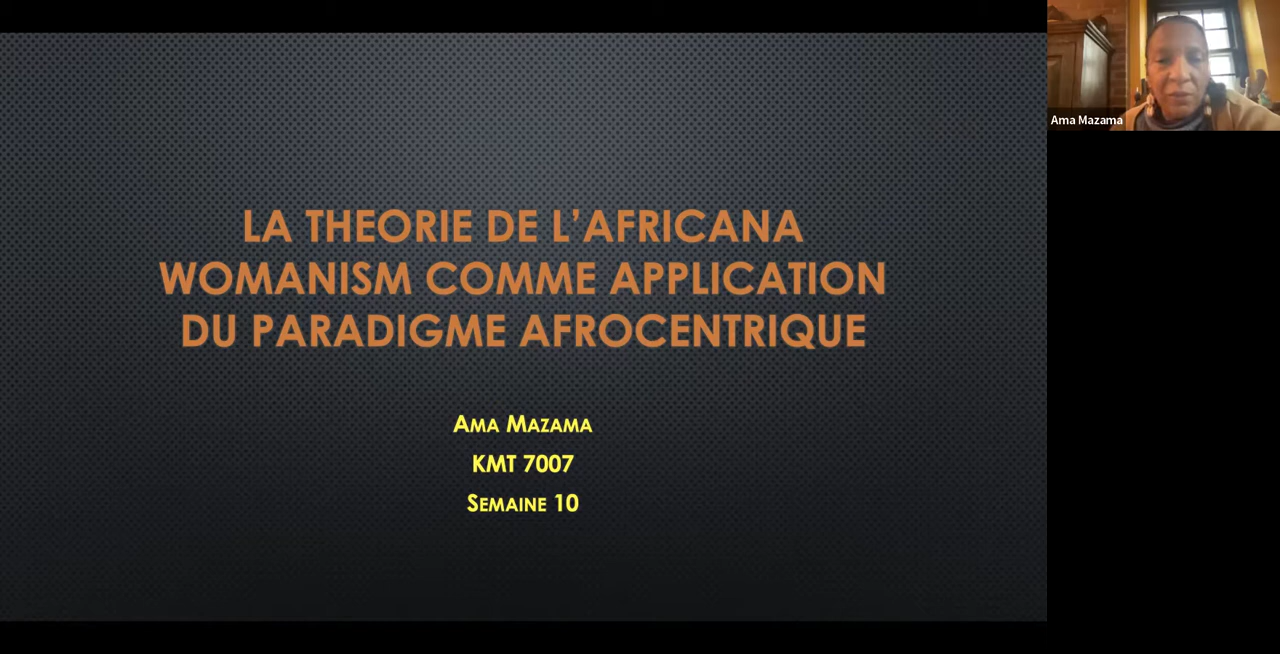 LA THEORIE DE L’AFRICANA
WOMANISM COMME APPLICATION
DU PARADIGME AFROCENTRIQUE
AMA MAZAMA
KMT 7007
SEMAINE 10
Ama Mazama